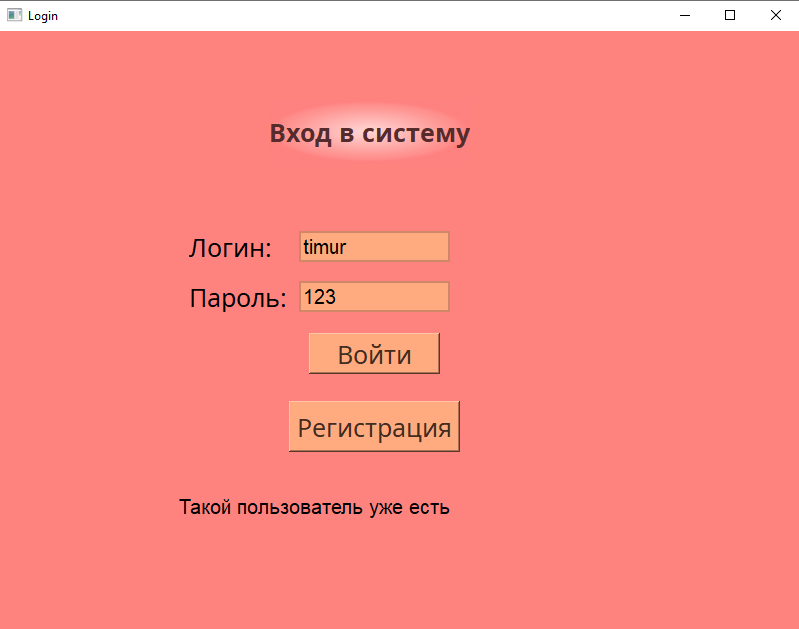 Login
Вход в систему
Логин: timur
Пароль: 123
Войти
Регистрация
Такой пользователь уже есть